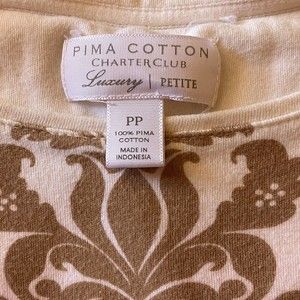 PIMA COTTON
CHARTER CLUB
Luxury | PETITE
PP
100% PIMA
COTTON
MADE IN
INDONESIA